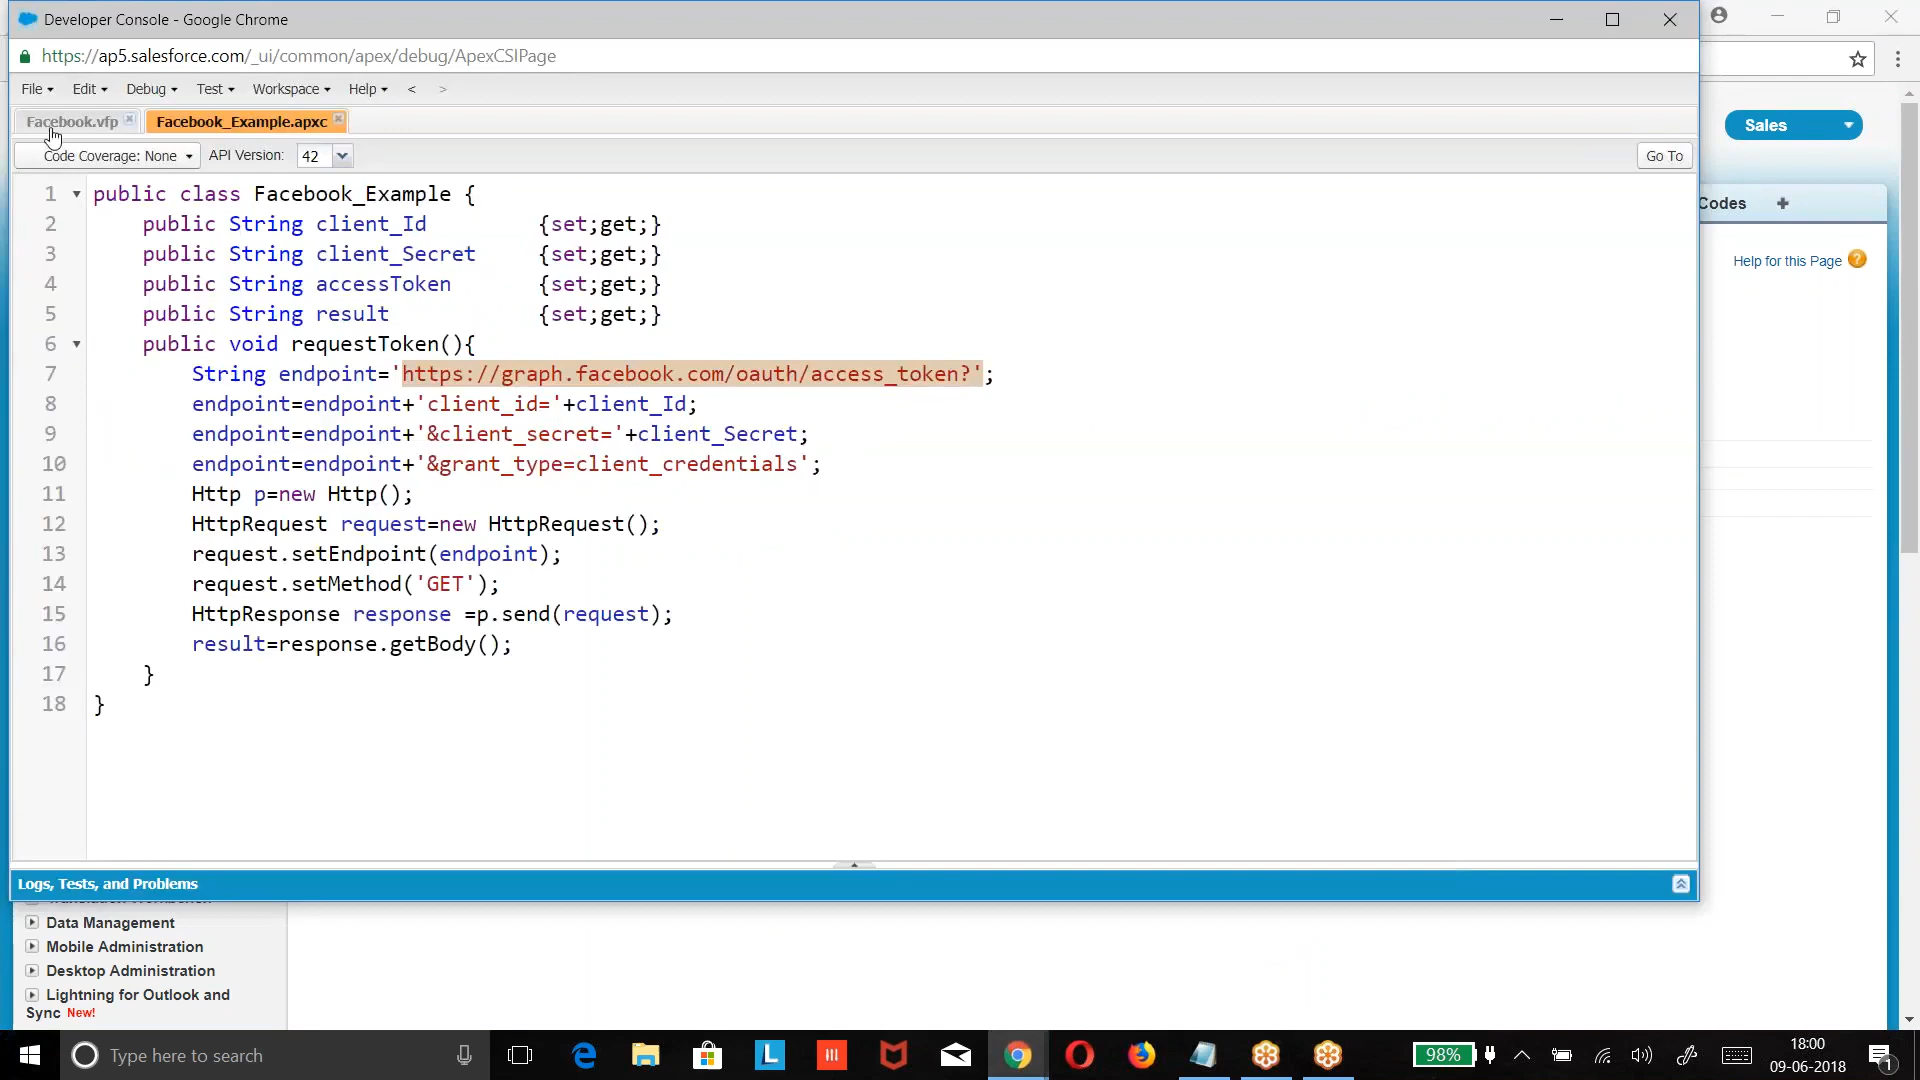 Developer Console - Google Chrome
https://ap5.salesforce.com/_ui/common/apex/debug/ApexCSIPage
File Edit Debug Test Workspace Help < >
Facebook.vfp Facebook_Example.apxc
Code Coverage: None API Version: 42 Go To
1 public class Facebook_Example {
2 public String client_Id {set;get;}
3 public String client_Secret {set;get;}
4 public String accessToken {set;get;}
5 public String result {set;get;}
6 public void requestToken(){
7 String endpoint='https://graph.facebook.com/oauth/access_token?';
8 endpoint=endpoint+'client_id='+client_Id;
9 endpoint=endpoint+'&client_secret='+client_Secret;
10 endpoint=endpoint+'&grant_type=client_credentials';
11 Http p=new Http();
12 HttpRequest request=new HttpRequest();
13 request.setEndpoint(endpoint);
14 request.setMethod('GET');
15 HttpResponse response =p.send(request);
16 result=response.getBody();
17 }
18 }
Logs, Tests, and Problems
Sales
Codes +
Help for this Page ?
Data Management
Mobile Administration
Desktop Administration
Lightning for Outlook and
Sync New!
Type here to search
98%
18:00
09-06-2018
1